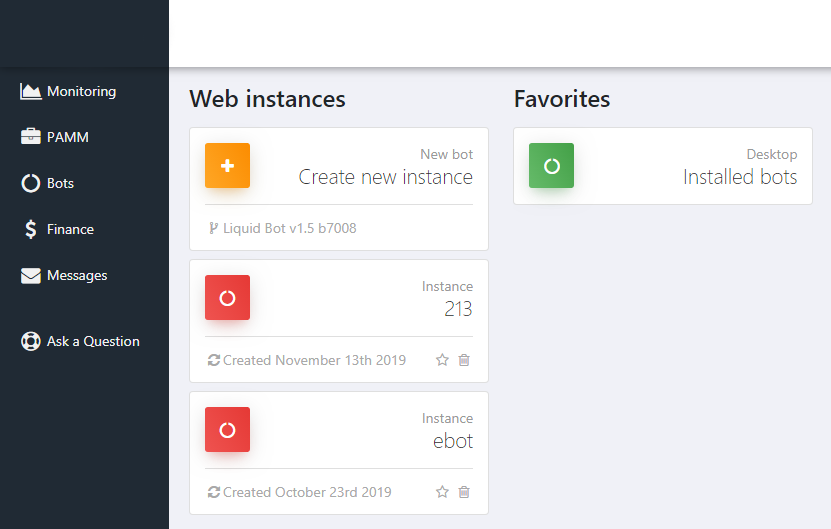 Monitoring
PAMM
Bots
Finance
Messages
Ask a Question
Web instances
New bot
Create new instance
Liquid Bot v1.5 b7008
Instance
213
Created November 13th 2019
Instance
ebot
Created October 23rd 2019
Favorites
Desktop
Installed bots